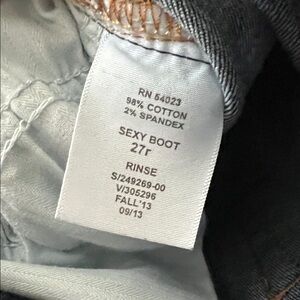 RN 54023
98% COTTON
2% SPANDEX
SEXY BOOT
27r
RINSE
S/249269-00
V/305296
FALL'13
09/13